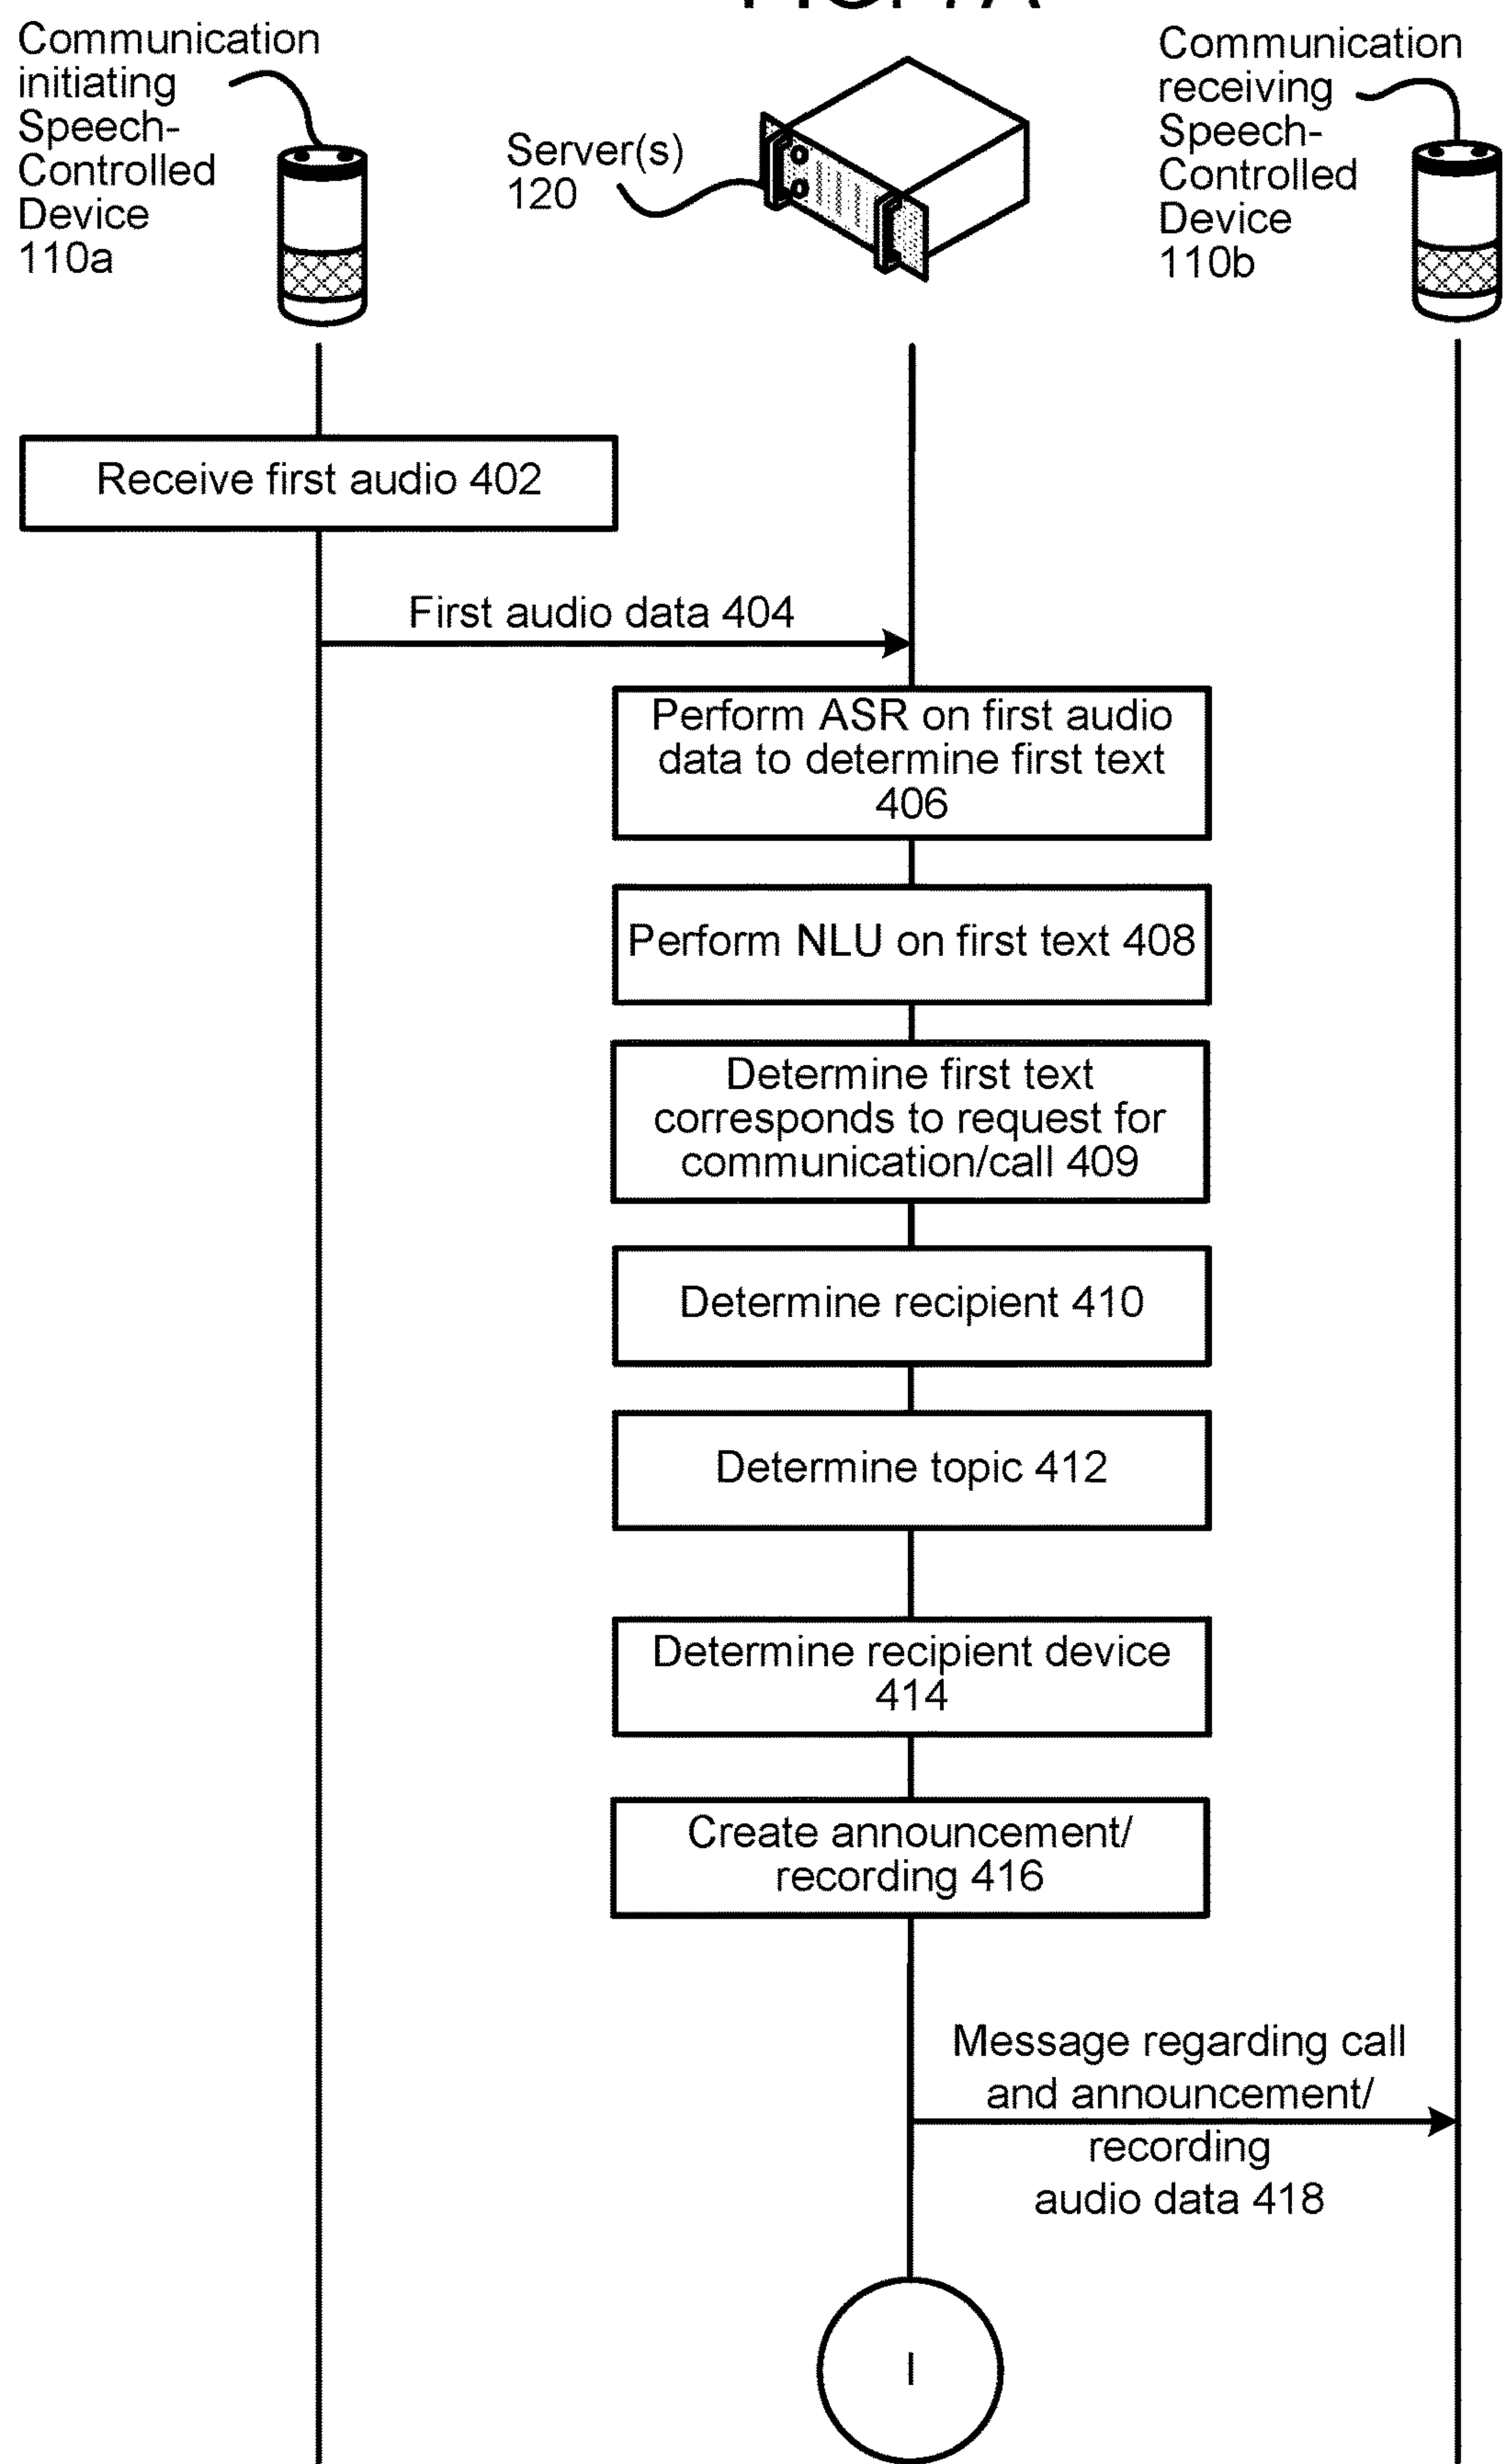 Communication
initiating
Speech-
Controlled
Device
110a
Server(s)
120
Communication
receiving
Speech-
Controlled
Device
110b
Receive first audio 402
First audio data 404
Perform ASR on first audio
data to determine first text
406
Perform NLU on first text 408
Determine first text
corresponds to request for
communication/call 409
Determine recipient 410
Determine topic 412
Determine recipient device
414
Create announcement/
recording 416
Message regarding call
and announcement/
recording
audio data 418
I